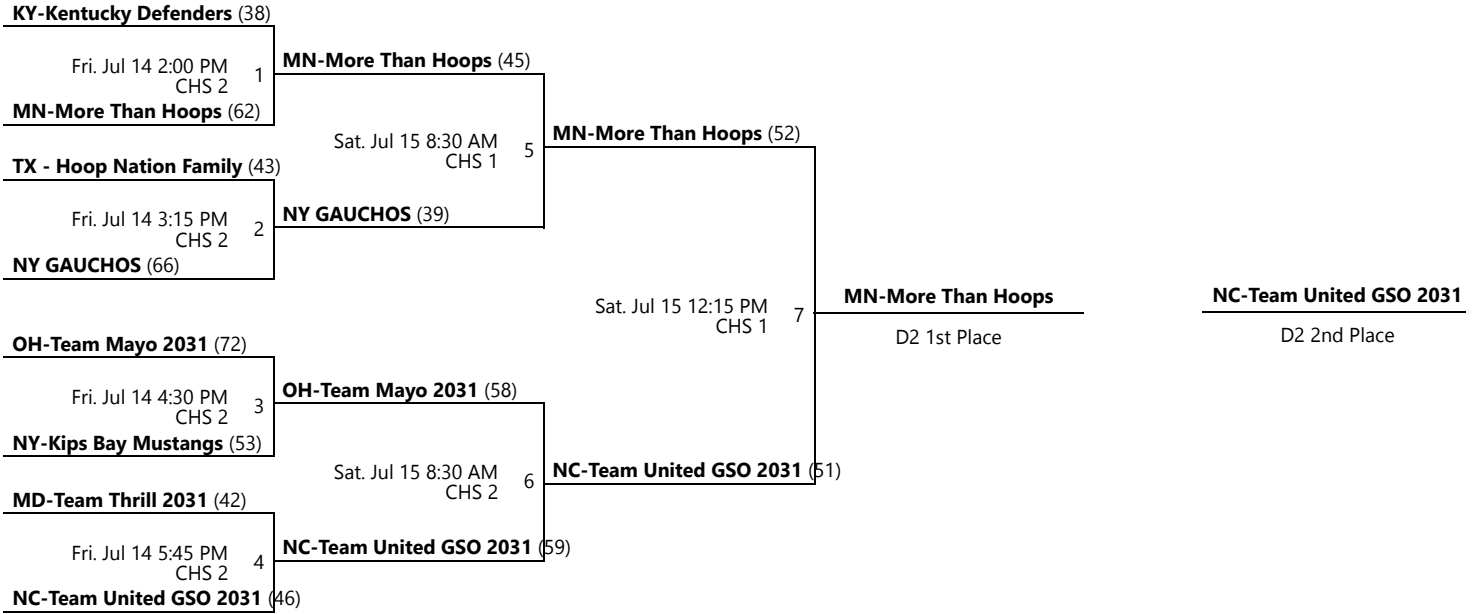 KY-Kentucky Defenders (38)
Fri. Jul 14 2:00 PM
CHS 2
1
MN-More Than Hoops (62)
TX - Hoop Nation Family (43)
Fri. Jul 14 3:15 PM
CHS 2
2
NY GAUCHOS (66)
OH-Team Mayo 2031 (72)
Fri. Jul 14 4:30 PM
CHS 2
3
NY-Kips Bay Mustangs (53)
MD-Team Thrill 2031 (42)
Fri. Jul 14 5:45 PM
CHS 2
4
NC-Team United GSO 2031 (46)
MN-More Than Hoops (45)
Sat. Jul 15 8:30 AM
CHS 1
5
NY GAUCHOS (39)
OH-Team Mayo 2031 (58)
Sat. Jul 15 8:30 AM
CHS 2
6
NC-Team United GSO 2031 (59)
MN-More Than Hoops (52)
Sat. Jul 15 12:15 PM
CHS 1
7
NC-Team United GSO 2031 (51)
MN-More Than Hoops
D2 1st Place
NC-Team United GSO 2031
D2 2nd Place